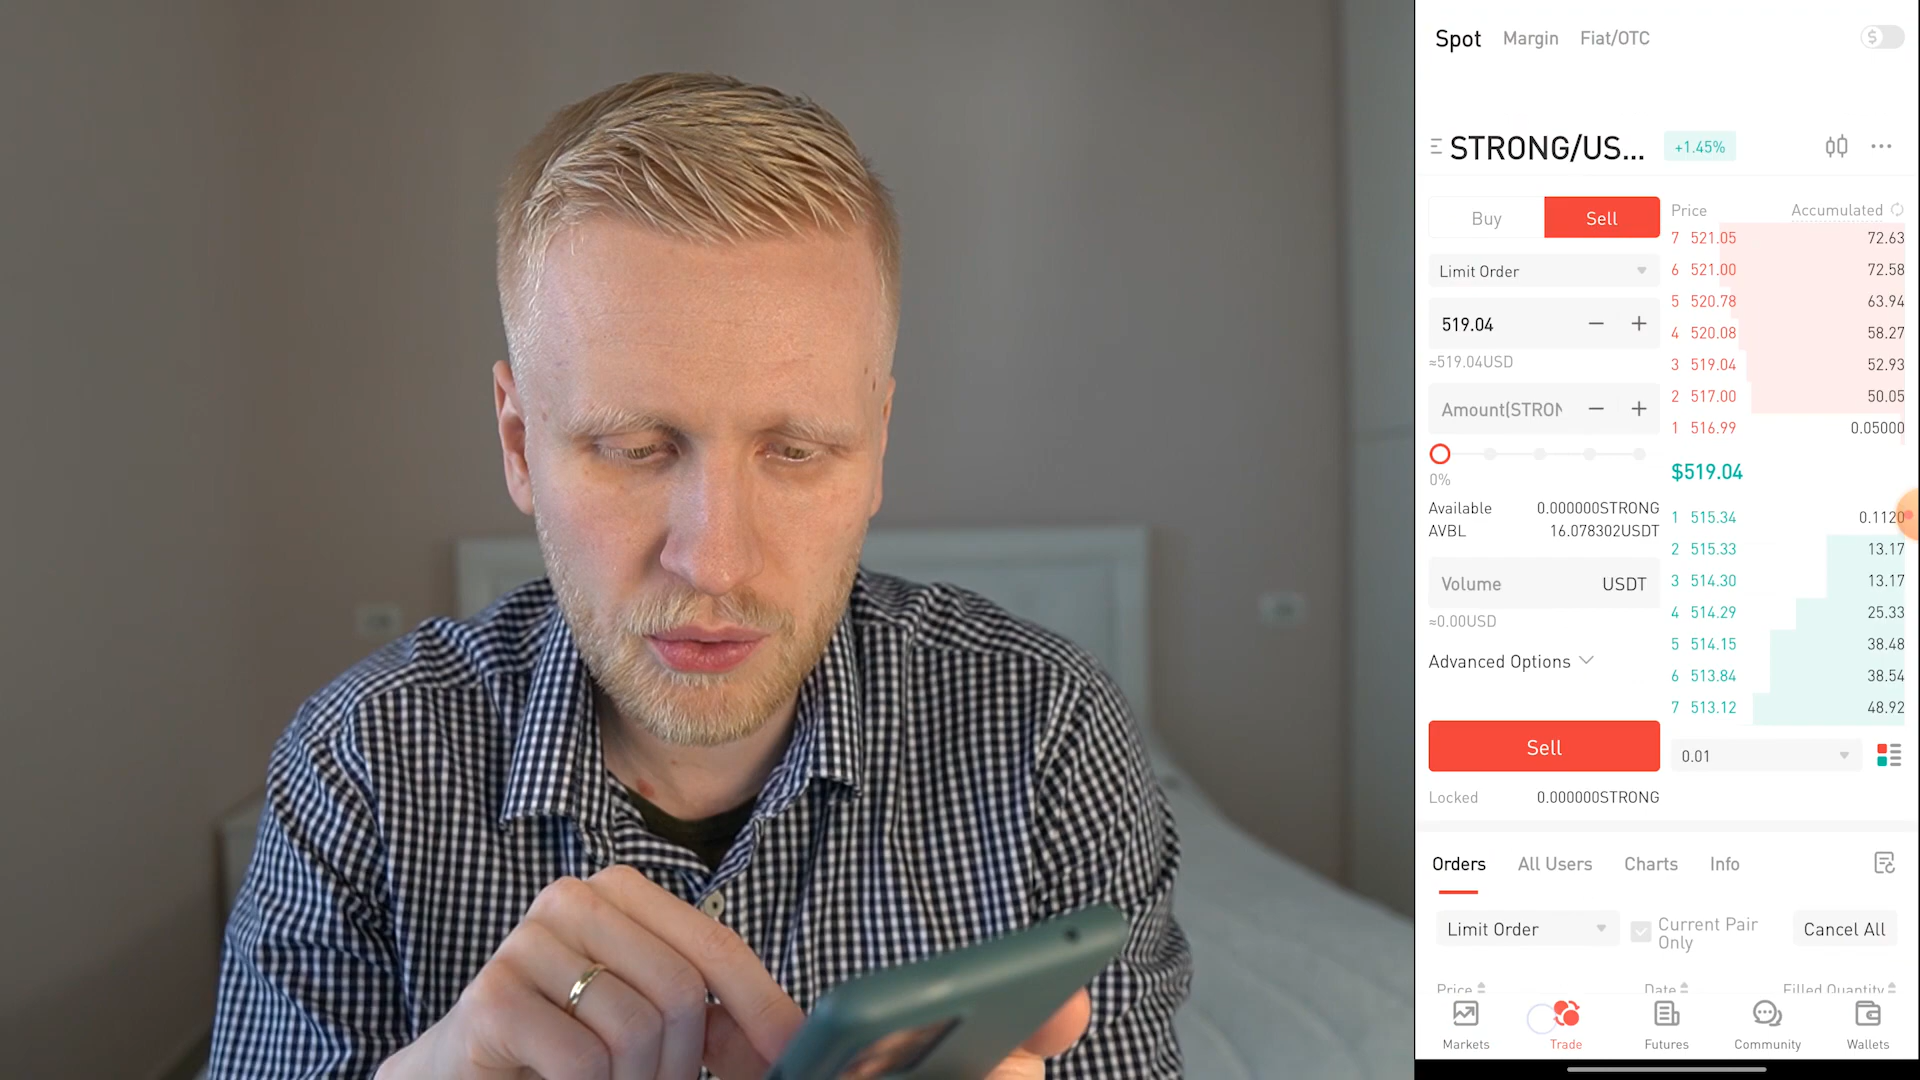 Spot Margin Fiat/OTC
$
STRONG/US... +1.45%
Buy Sell
Price Accumulated
Limit Order
519.04
≈519.04USD
Amount(STRON
0%
Available 0.000000STRONG
AVBL 16.078302USDT
Volume USDT
≈0.00USD
Advanced Options
Sell
Locked 0.000000STRONG
7 521.05 72.63
6 521.00 72.58
5 520.78 63.94
4 520.08 58.27
3 519.04 52.93
2 517.00 50.05
1 516.99 0.05000
$519.04
1 515.34 0.1120
2 515.33 13.17
3 514.30 13.17
4 514.29 25.33
5 514.15 38.48
6 513.84 38.54
7 513.12 48.92
0.01
Orders All Users Charts Info
Limit Order Current Pair Only Cancel All
Price Date Filled Quantity
Markets Trade Futures Community Wallets